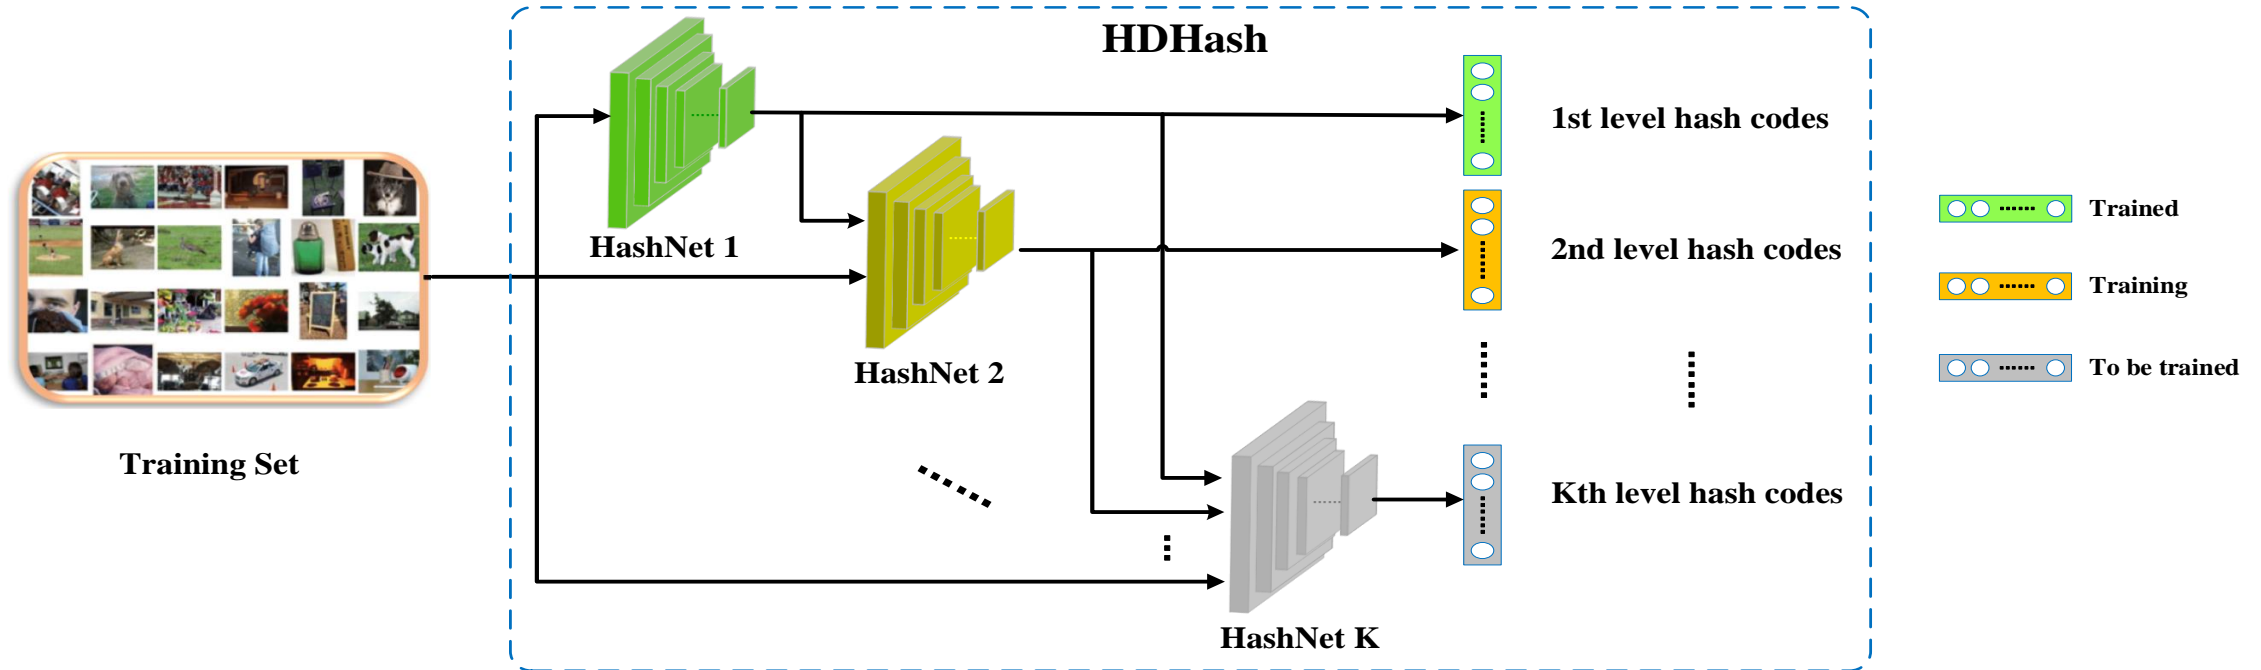 HDHash
1st level hash codes
HashNet 1
2nd level hash codes
HashNet 2
Training Set
Kth level hash codes
HashNet K
Trained
Training
To be trained